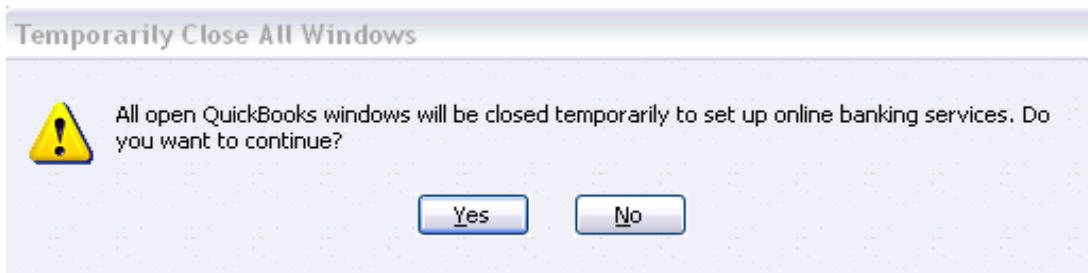 Temporarily Close All Windows
All open QuickBooks windows will be closed temporarily to set up online banking services. Do
you want to continue?
Yes No